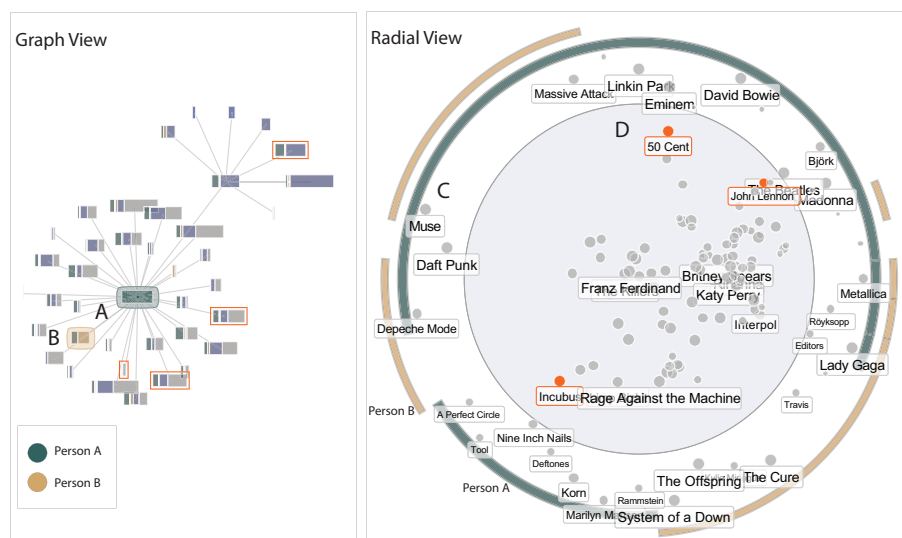 Graph View
A
B
Person A
Person B
Radial View
Linkin Park
Massive Attack
Eminem
David Bowie
D
50 Cent
Björk
The Beatles
John Lennon
Madonna
C
Muse
Daft Punk
Britney Spears
Franz Ferdinand
The Killers
Katy Perry
Metallica
Depeche Mode
Interpol
Röyksopp
Editors
Lady Gaga
Incubus
Rage Against the Machine
Travis
Person B
A Perfect Circle
Nine Inch Nails
Tool
Deftones
The Offspring
The Cure
Person A
Korn
Rammstein
Marilyn
System of a Down